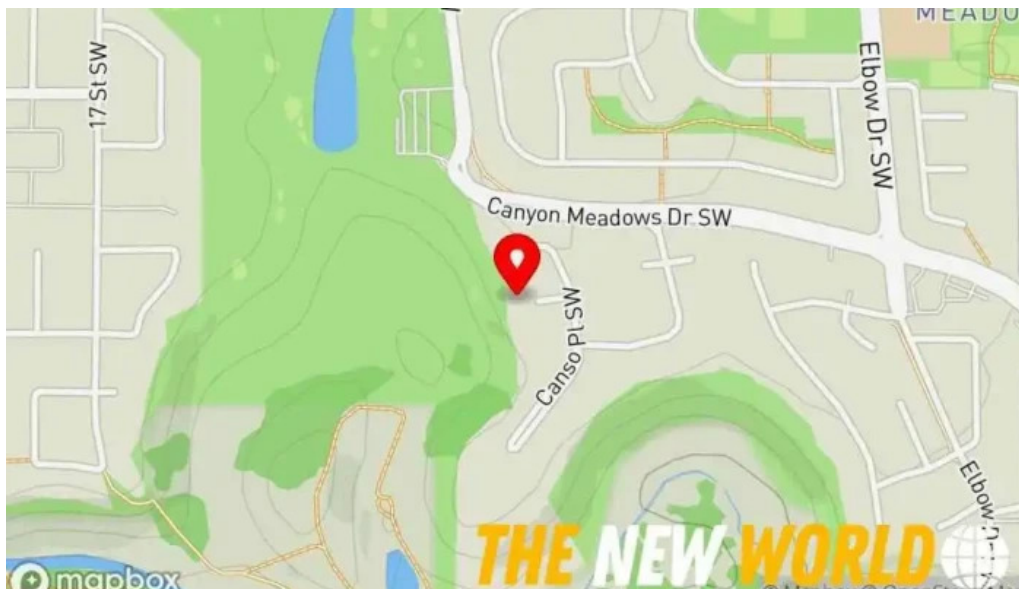 MEADO
17 St SW
Elbow Dr SW
Canyon Meadows Dr SW
Canso Pl SW
Elbow
THE NEW WORLD
mapbox